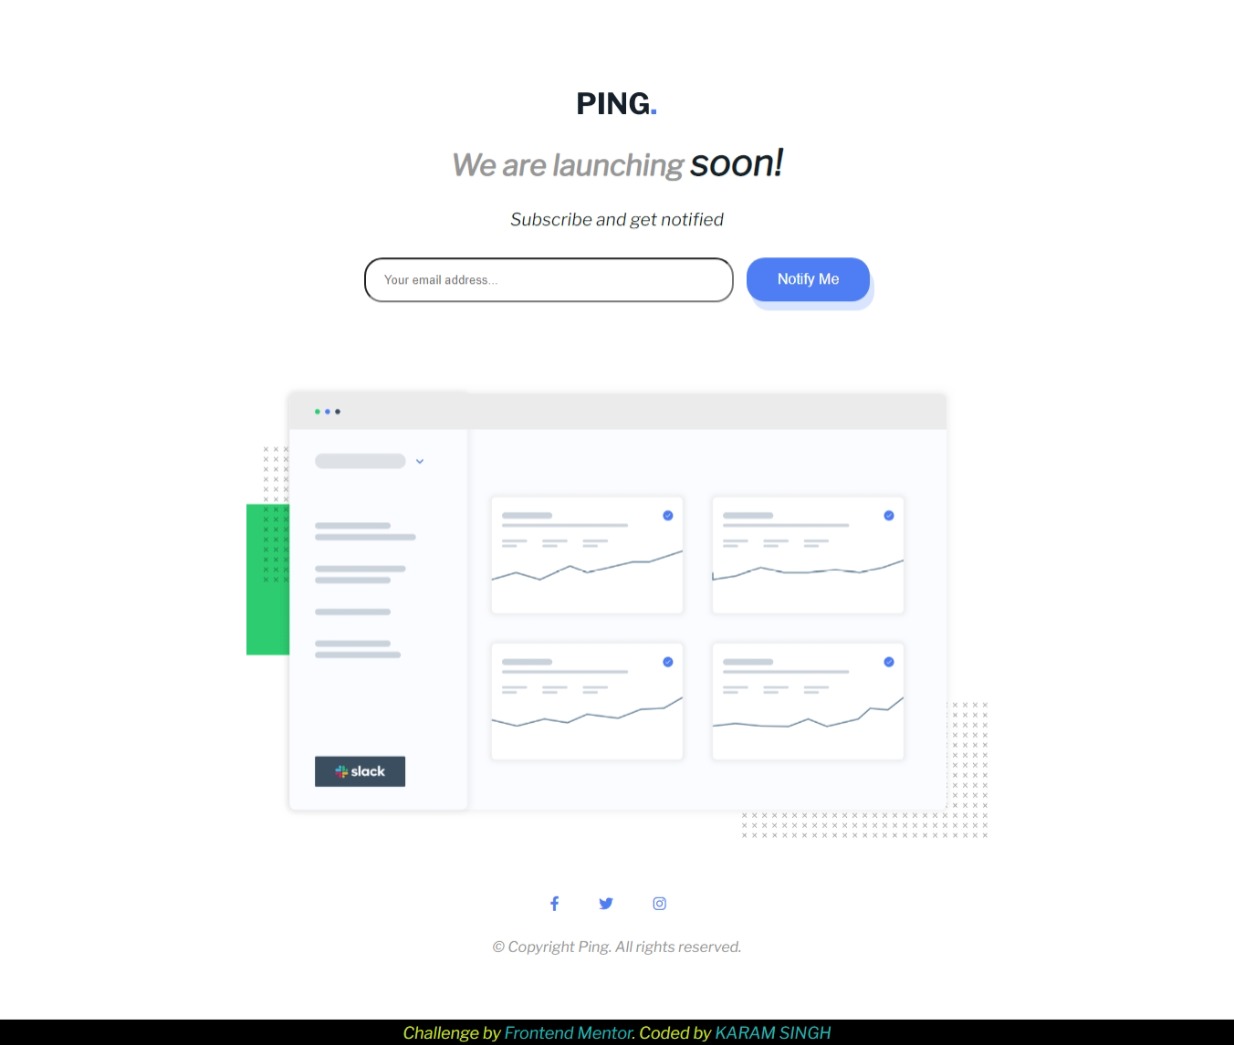 PING.
We are launching soon!
Subscribe and get notified
Your email address...
Notify Me
slack
© Copyright Ping. All rights reserved.
Challenge by Frontend Mentor. Coded by KARAM SINGH